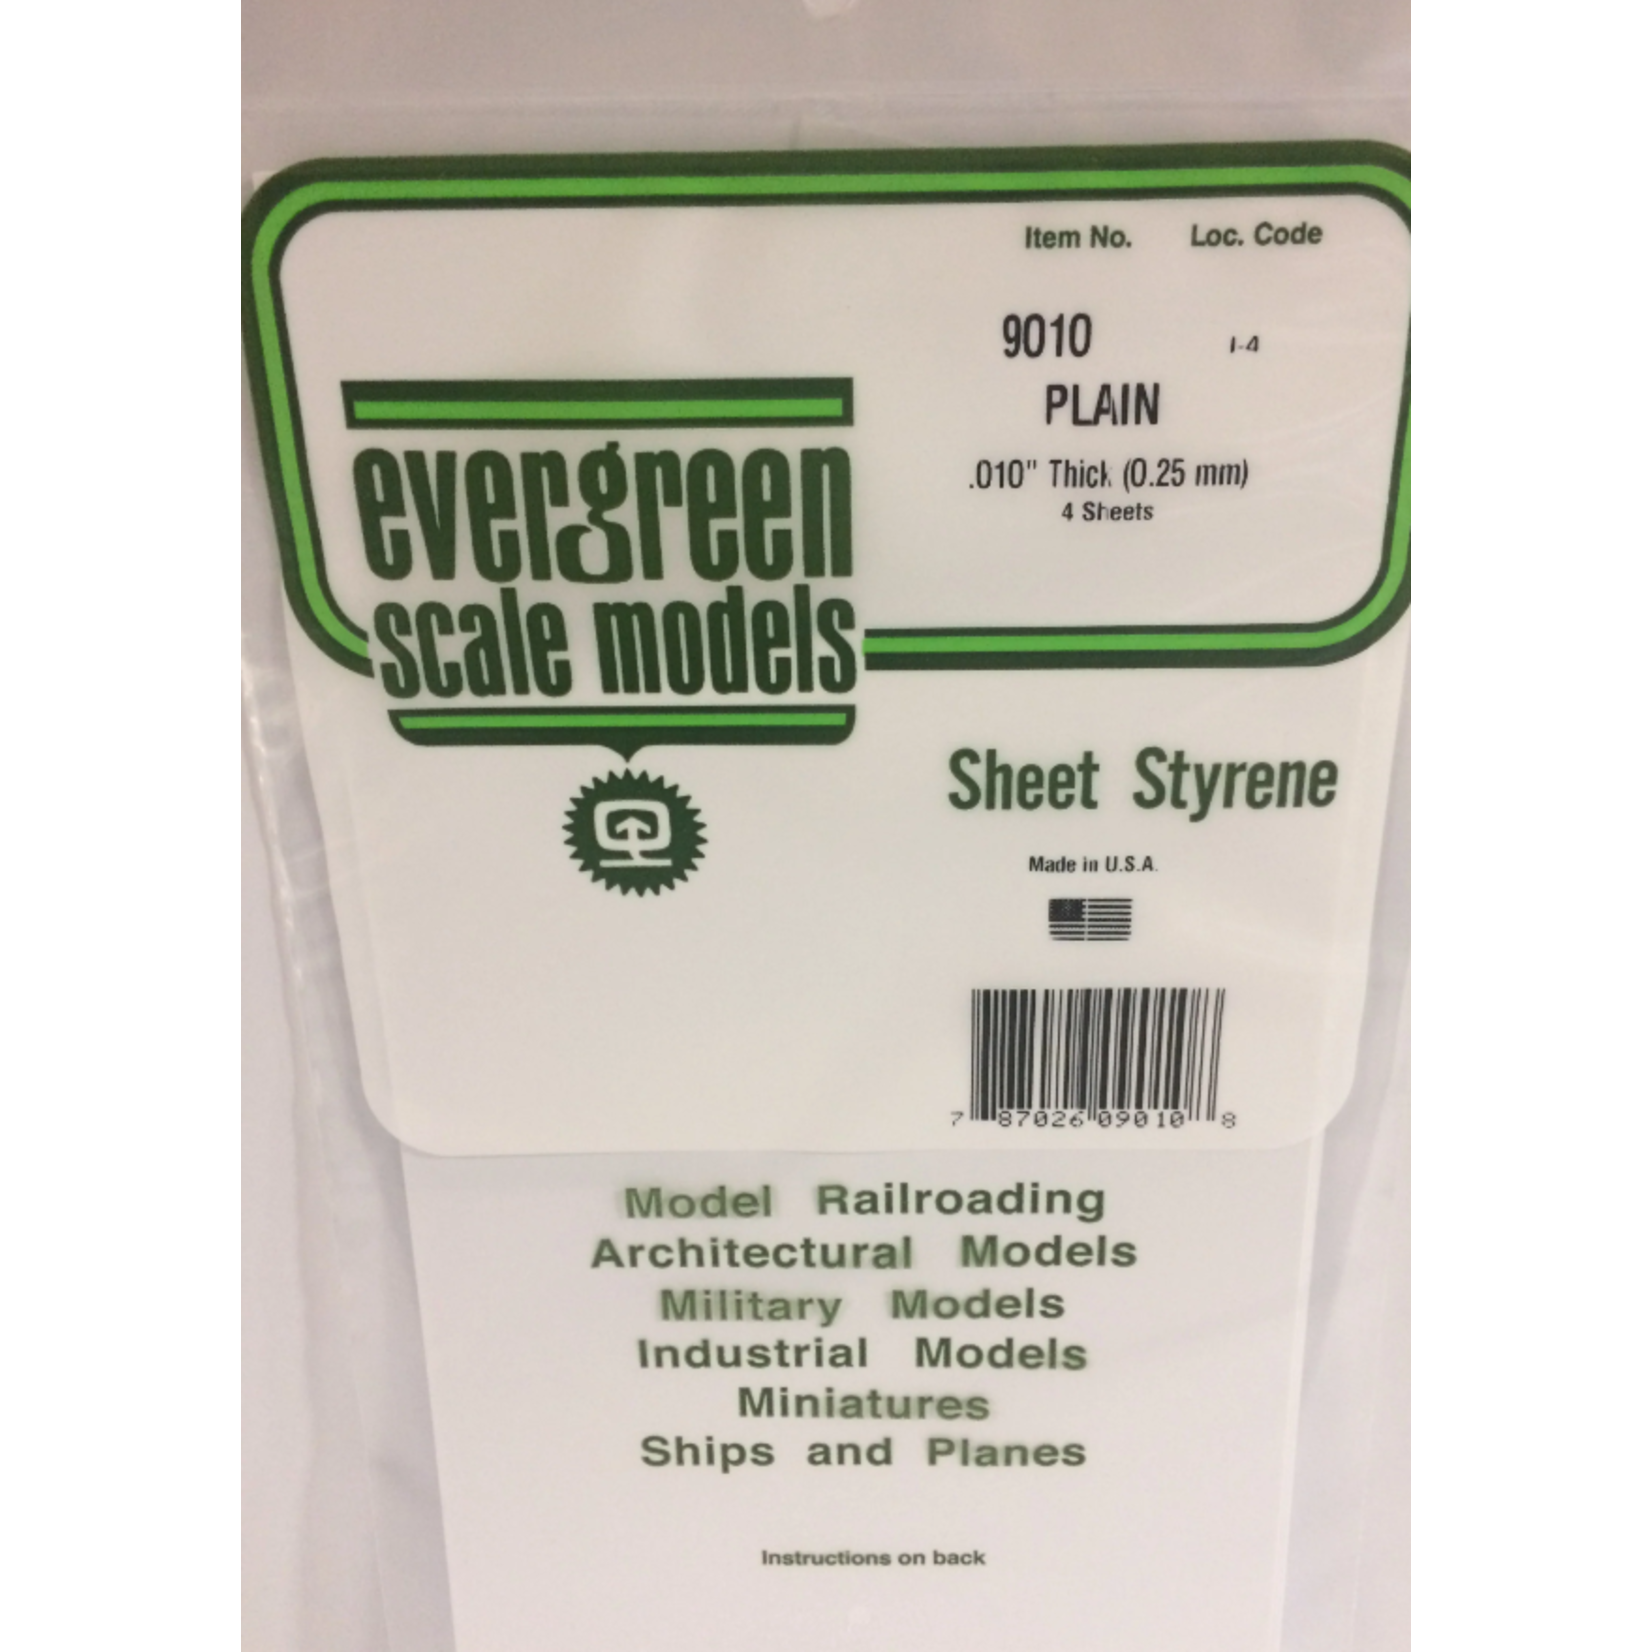 Item No. Loc. Code
9010 I-4
PLAIN
.010" Thick (0.25 mm)
4 Sheets
evergreen
scale models
Sheet Styrene
Made in U.S.A.
7 87026 09010 8
Model Railroading
Architectural Models
Military Models
Industrial Models
Miniatures
Ships and Planes
Instructions on back